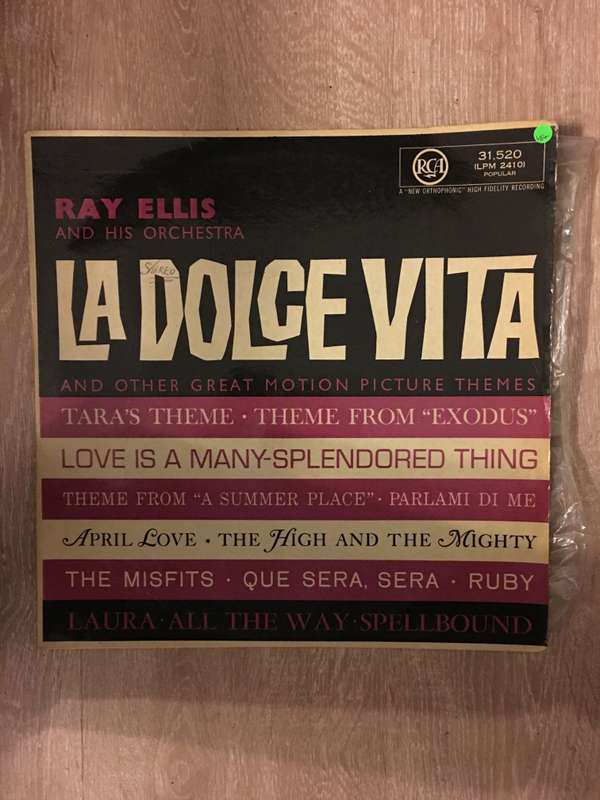 RCA
31.520
(LPM 2410)
POPULAR
A "NEW ORTHOPHONIC" HIGH FIDELITY RECORDING
RAY ELLIS
AND HIS ORCHESTRA
STEREO
LA DOLCE VITA
AND OTHER GREAT MOTION PICTURE THEMES
TARA'S THEME · THEME FROM "EXODUS"
LOVE IS A MANY-SPLENDORED THING
THEME FROM "A SUMMER PLACE" · PARLAMI DI ME
APRIL LOVE · THE HIGH AND THE MIGHTY
THE MISFITS · QUE SERA, SERA · RUBY
LAURA · ALL THE WAY · SPELLBOUND